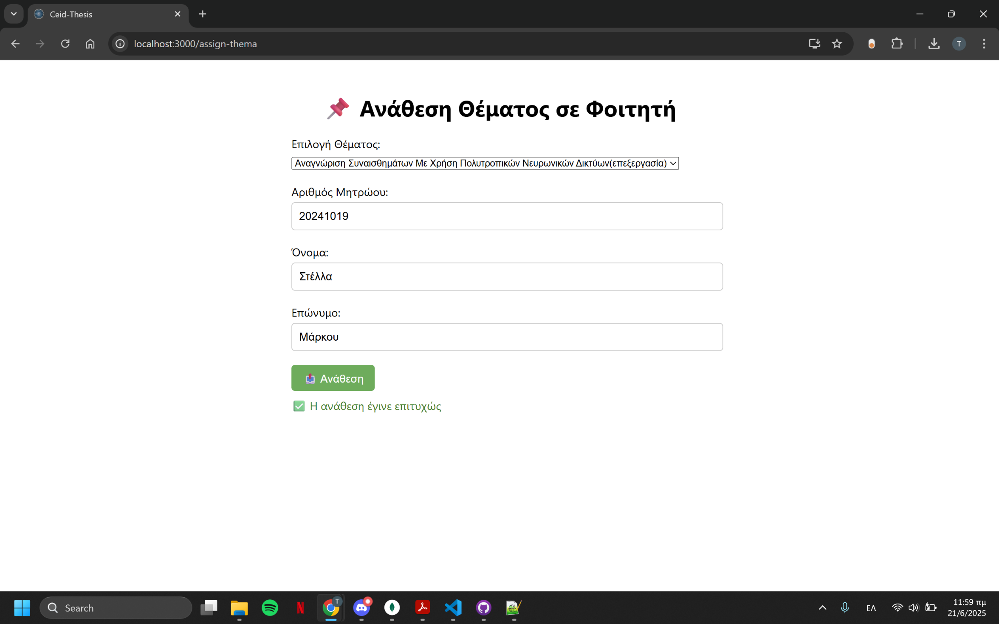 Ceid-Thesis
localhost:3000/assign-thema
T
Ανάθεση Θέματος σε Φοιτητή
Επιλογή Θέματος:
Αναγνώριση Συναισθημάτων Με Χρήση Πολυτροπικών Νευρωνικών Δικτύων(επεξεργασία)
Αριθμός Μητρώου:
20241019
Όνομα:
Στέλλα
Επώνυμο:
Μάρκου
Ανάθεση
Η ανάθεση έγινε επιτυχώς
Search
N
T
ΕΛ
11:59 πμ
21/6/2025